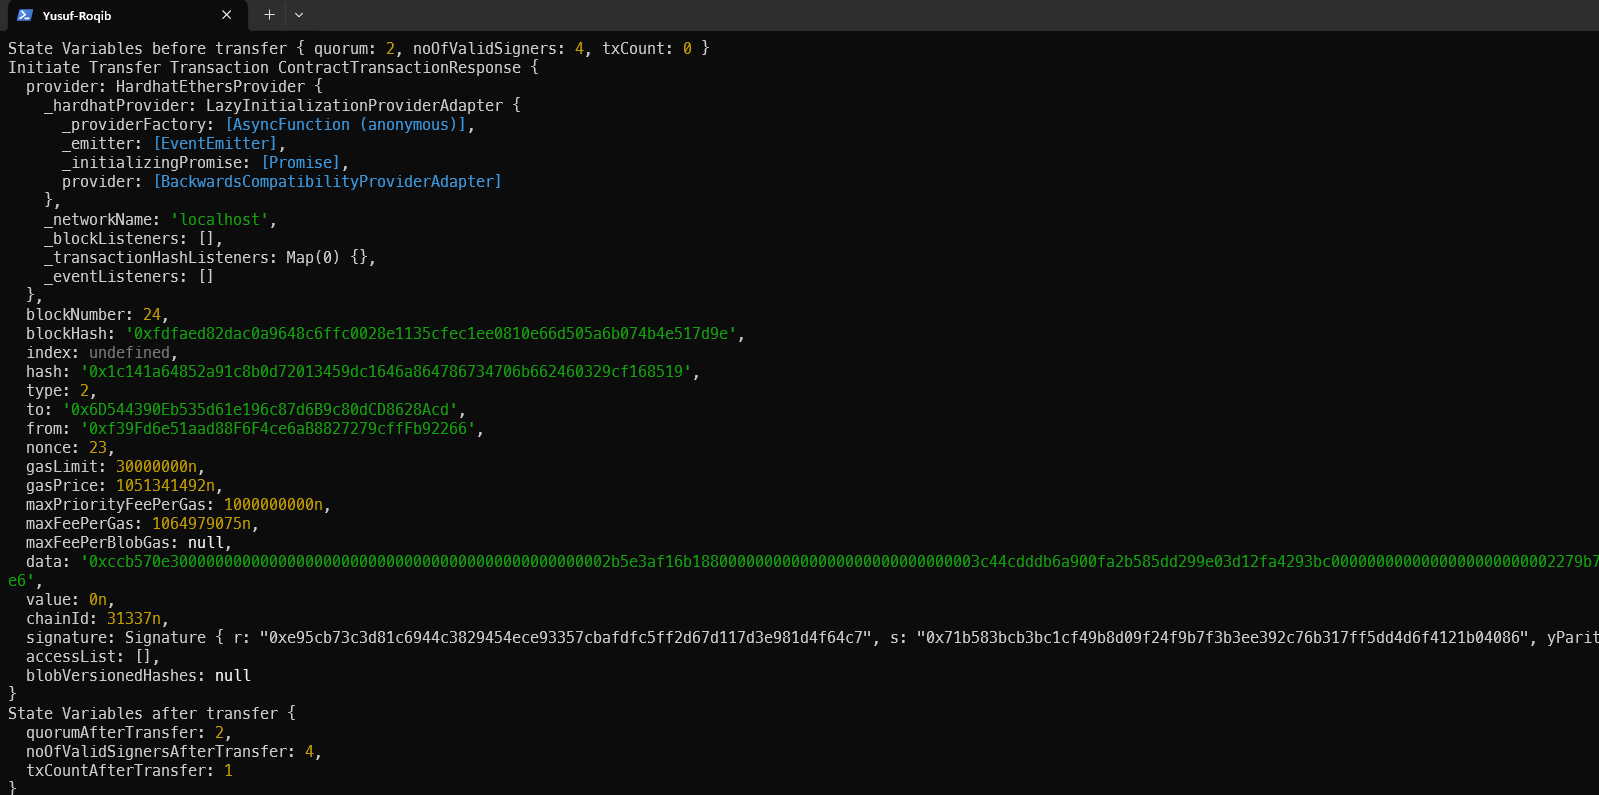 Yusuf-Roqib
State Variables before transfer { quorum: 2, noOfValidSigners: 4, txCount: 0 }
Initiate Transfer Transaction ContractTransactionResponse {
provider: HardhatEthersProvider {
_hardhatProvider: LazyInitializationProviderAdapter {
_providerFactory: [AsyncFunction (anonymous)],
_emitter: [EventEmitter],
_initializingPromise: [Promise],
provider: [BackwardsCompatibilityProviderAdapter]
},
_networkName: 'localhost',
_blockListeners: [],
_transactionHashListeners: Map(0) {},
_eventListeners: []
},
blockNumber: 24,
blockHash: '0xfdfaed82dac0a9648c6ffc0028e1135cfec1ee0810e66d505a6b074b4e517d9e',
index: undefined,
hash: '0x1c141a64852a91c8b0d72013459dc1646a864786734706b662460329cf168519',
type: 2,
to: '0x6D544390Eb535d61e196c87d6B9c80dCD8628Acd',
from: '0xf39Fd6e51aad88F6F4ce6aB8827279cffFb92266',
nonce: 23,
gasLimit: 30000000n,
gasPrice: 1051341492n,
maxPriorityFeePerGas: 1000000000n,
maxFeePerGas: 1064979075n,
maxFeePerBlobGas: null,
data: '0xccb570e3000000000000000000000000000000000000000000000002b5e3af16b18800000000000000000000000000003c44cdddb6a900fa2b585dd299e03d12fa4293bc0000000000000000000000002279b7
e6',
value: 0n,
chainId: 31337n,
signature: Signature { r: "0xe95cb73c3d81c6944c3829454ece93357cbafdfc5ff2d67d117d3e981d4f64c7", s: "0x71b583bcb3bc1cf49b8d09f24f9b7f3b3ee392c76b317ff5dd4d6f4121b04086", yParit
accessList: [],
blobVersionedHashes: null
}
State Variables after transfer {
quorumAfterTransfer: 2,
noOfValidSignersAfterTransfer: 4,
txCountAfterTransfer: 1
}